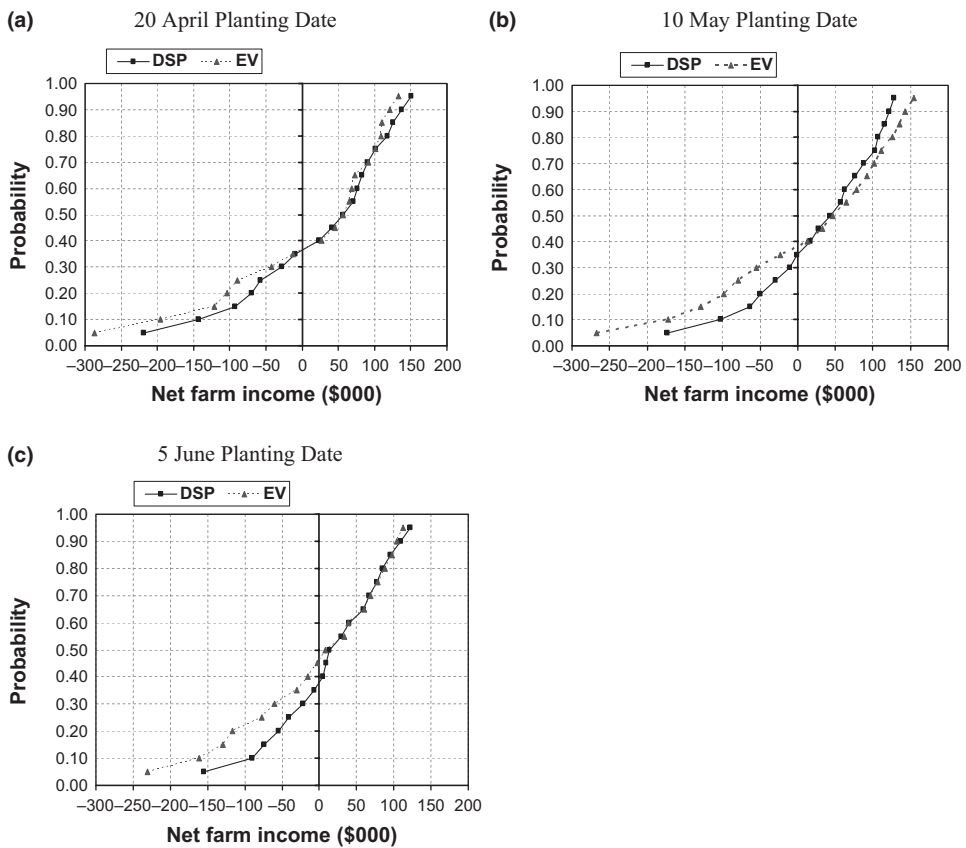 (a) 20 April Planting Date
DSP EV
1.00
0.90
0.80
0.70
0.60
0.50
0.40
0.30
0.20
0.10
0.00
Probability
–300–250–200–150–100 –50 0 50 100 150 200
Net farm income ($000)
(b) 10 May Planting Date
DSP EV
1.00
0.90
0.80
0.70
0.60
0.50
0.40
0.30
0.20
0.10
0.00
Probability
–300–250–200–150–100 –50 0 50 100 150 200
Net farm income ($000)
(c) 5 June Planting Date
DSP EV
1.00
0.90
0.80
0.70
0.60
0.50
0.40
0.30
0.20
0.10
0.00
Probability
–300–250–200–150–100 –50 0 50 100 150 200
Net farm income ($000)